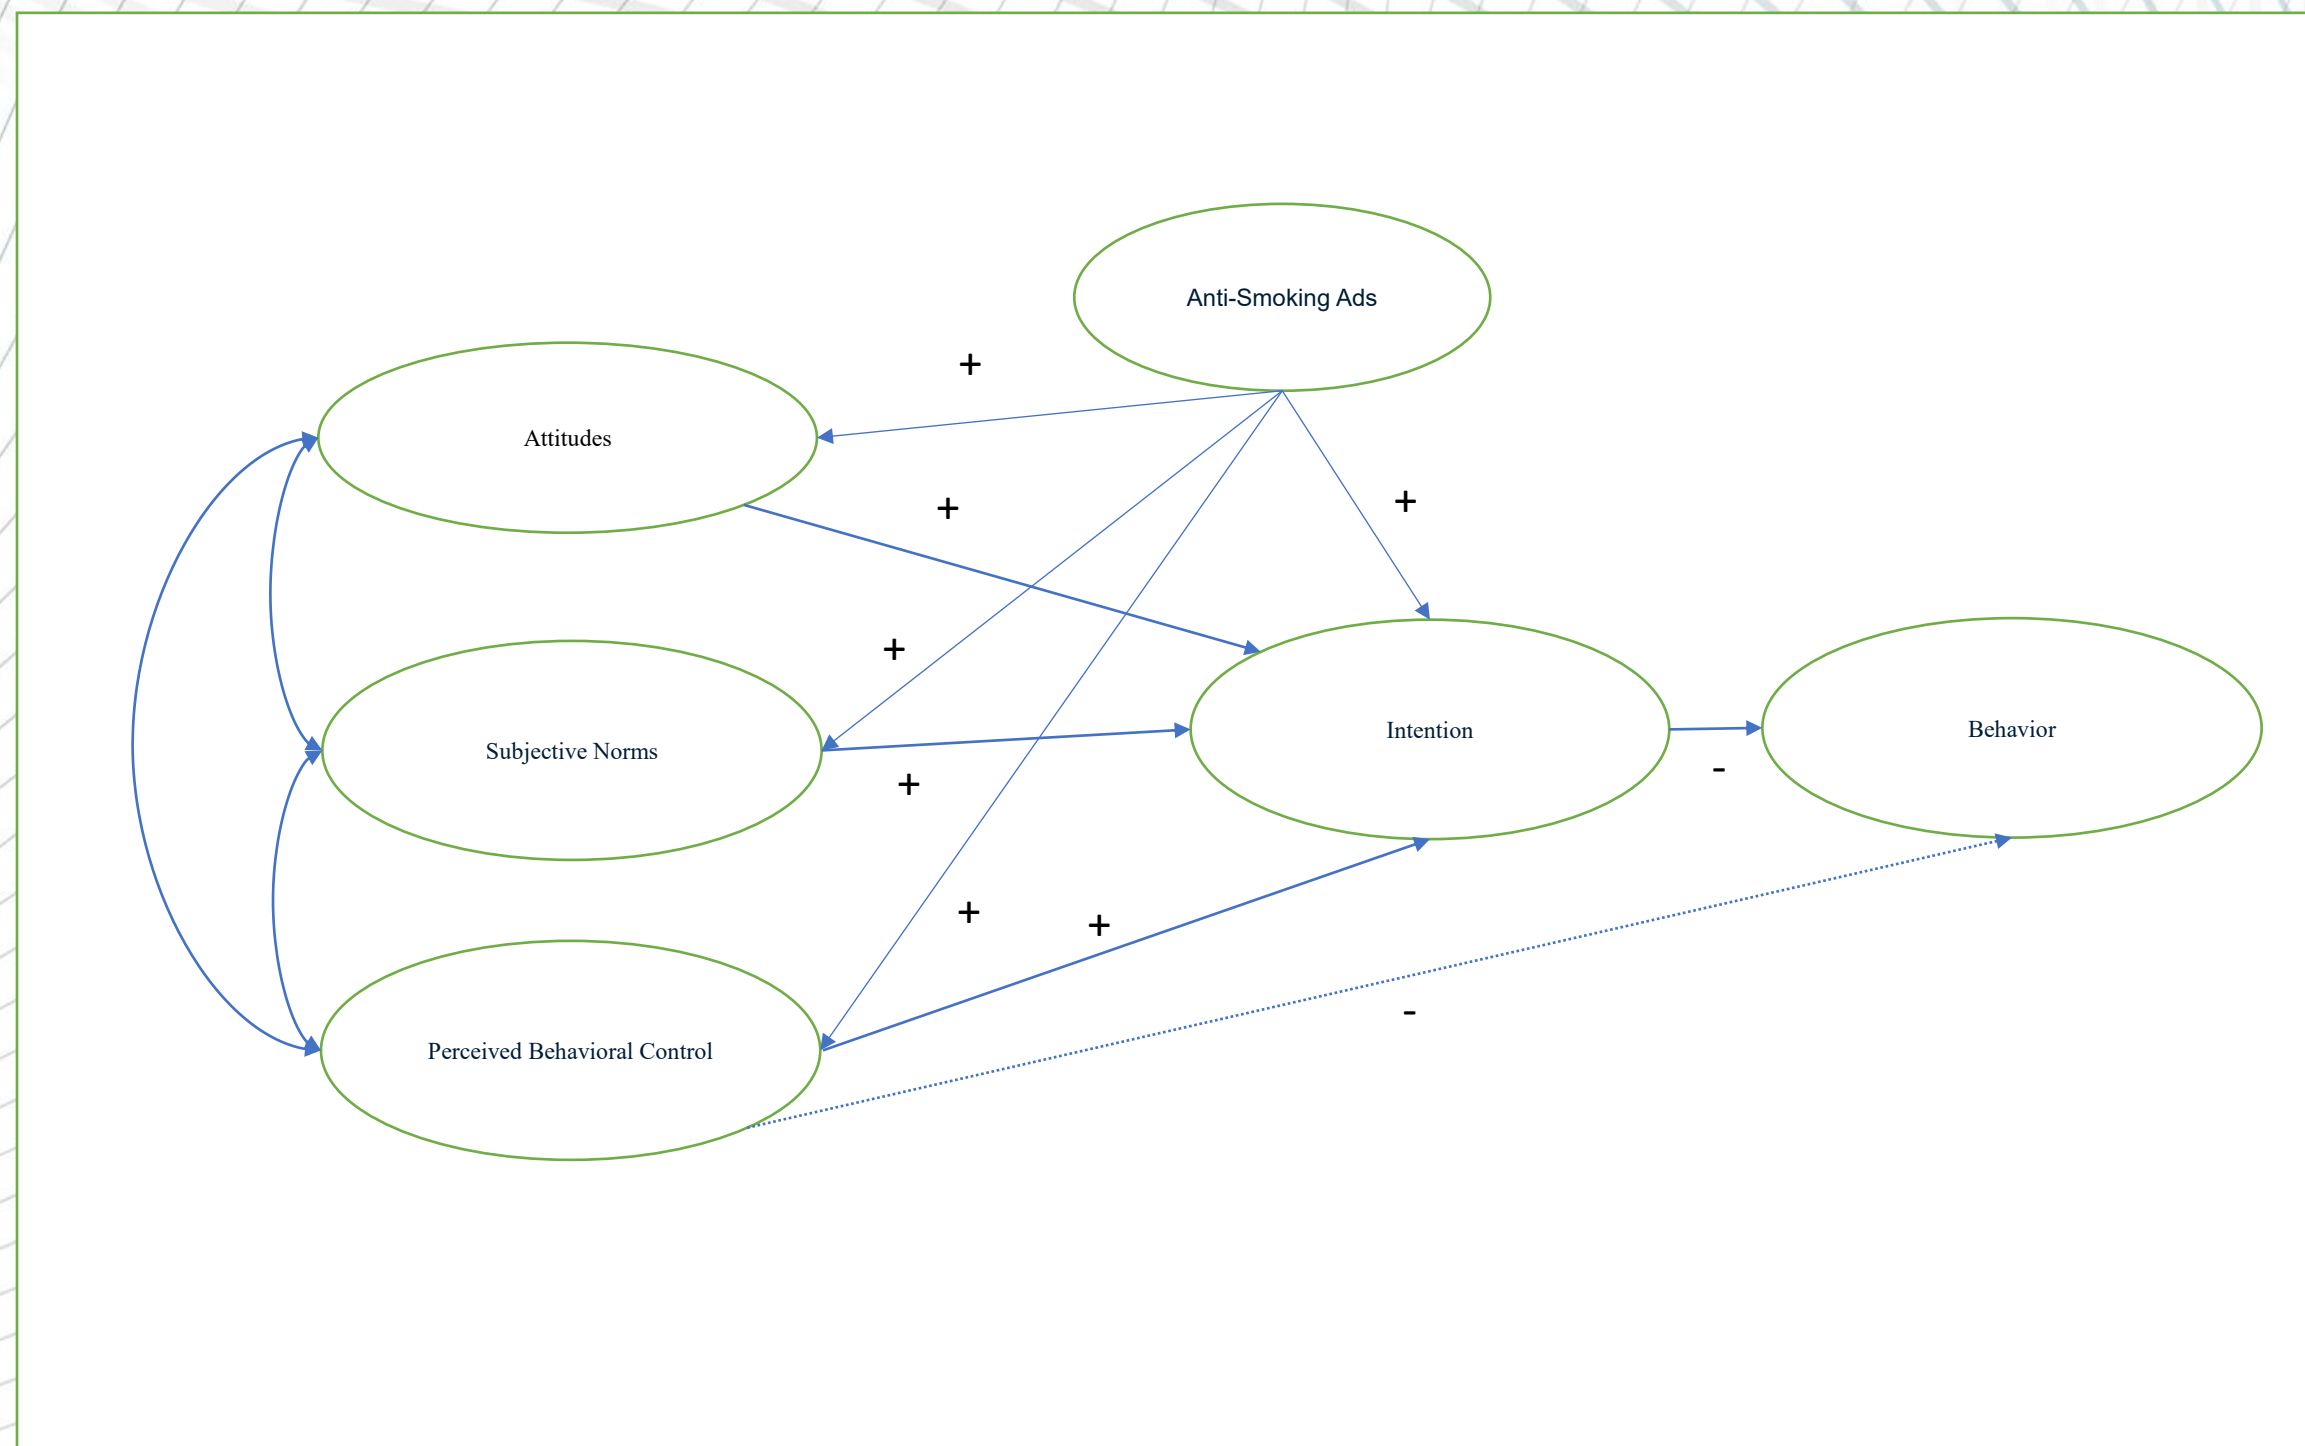 Anti-Smoking Ads
+
Attitudes
+
+
+
Subjective Norms
Intention
Behavior
-
+
+
+
-
Perceived Behavioral Control